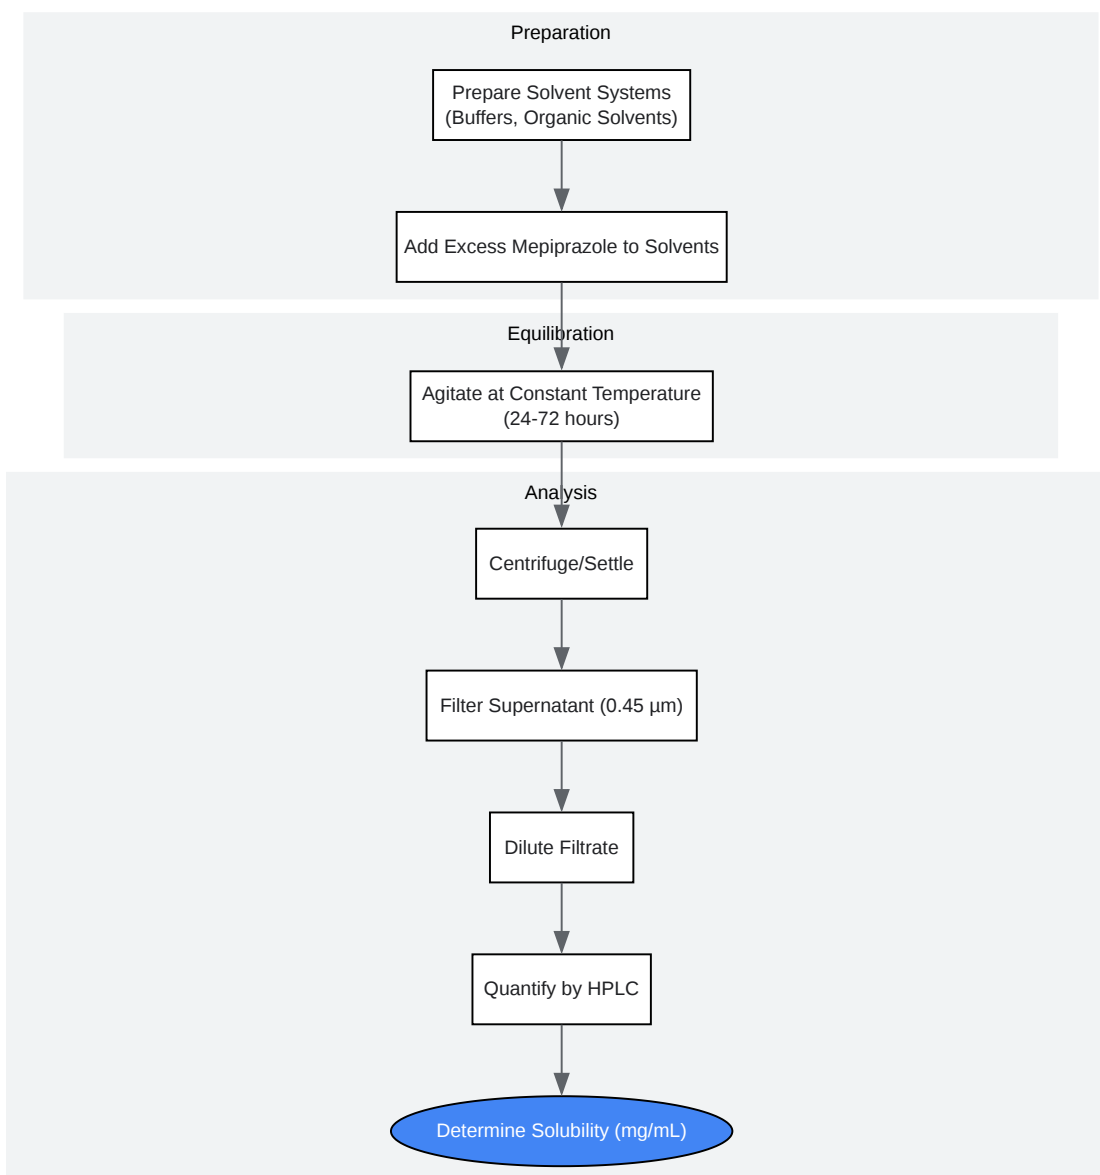 Preparation
Prepare Solvent Systems
(Buffers, Organic Solvents)
Add Excess Mepiprazole to Solvents
Equilibration
Agitate at Constant Temperature
(24-72 hours)
Analysis
Centrifuge/Settle
Filter Supernatant (0.45 µm)
Dilute Filtrate
Quantify by HPLC
Determine Solubility (mg/mL)